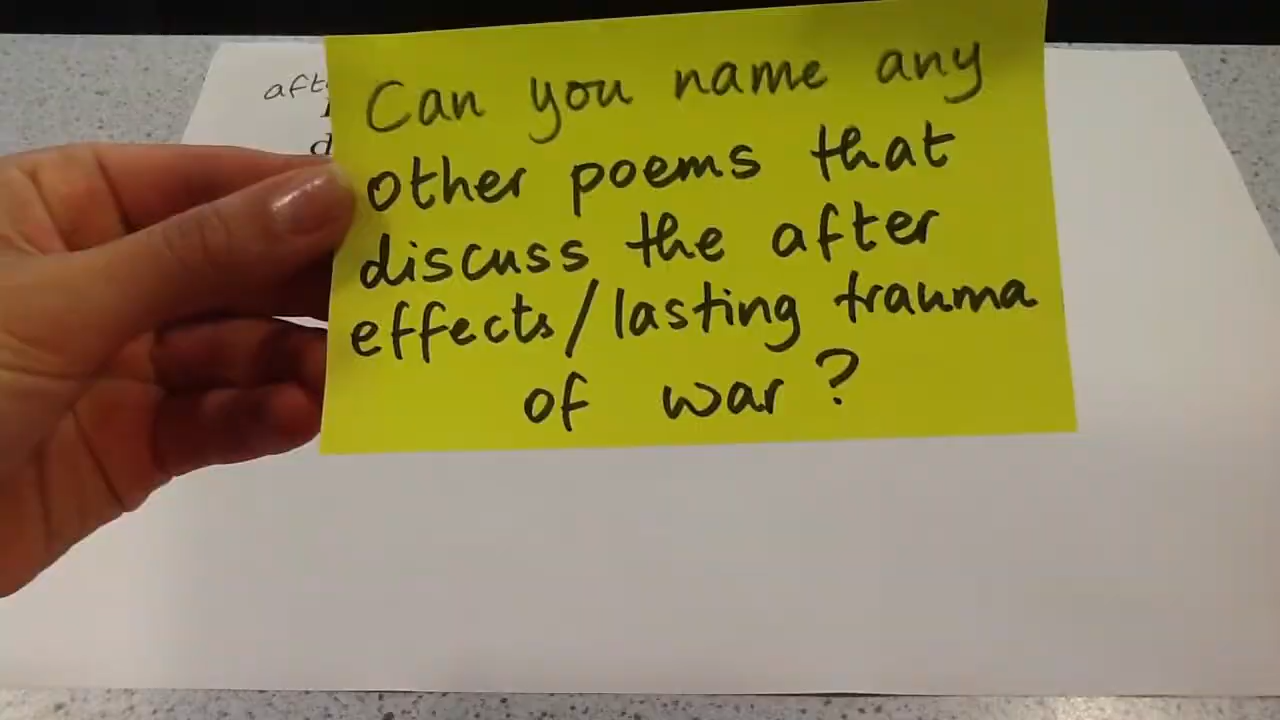 Can you name any
other poems that
discuss the after
effects/lasting trauma
of war?